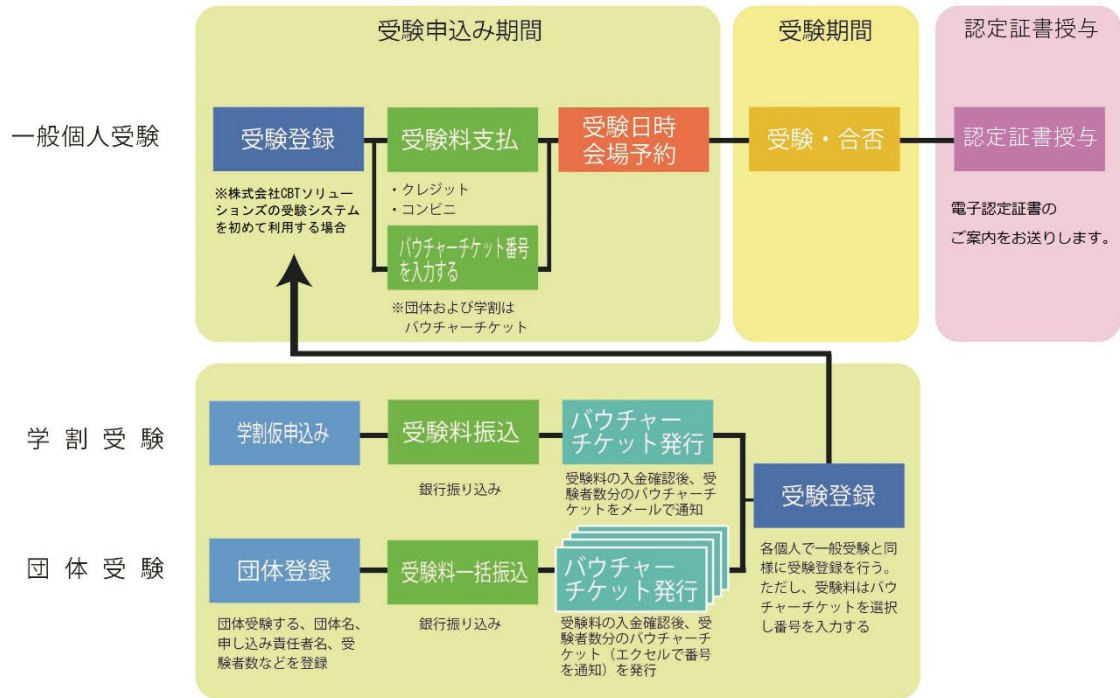 受験申込み期間
受験期間
認定証書授与
一般個人受験
受験登録
※株式会社CBTソリュー
ションズの受験システム
を初めて利用する場合
受験料支払
・クレジット
・コンビニ
バウチャーチケット番号
を入力する
※団体および学割は
バウチャーチケット
受験日時
会場予約
受験・合否
認定証書授与
電子認定証書の
ご案内をお送りします。
学割受験
学割仮申込み
受験料振込
銀行振り込み
バウチャー
チケット発行
受験料の入金確認後、受
験者数分のバウチャーチ
ケットをメールで通知
受験登録
各個人で一般受験と同
様に受験登録を行う。
ただし、受験料はバウ
チャーチケットを選択
し番号を入力する
団体受験
団体登録
団体受験する、団体名、
申し込み責任者名、受
験者数などを登録
受験料一括振込
銀行振り込み
バウチャー
チケット発行
受験料の入金確認後、受
験者数分のバウチャーチ
ケット（エクセルで番号
を通知）を発行